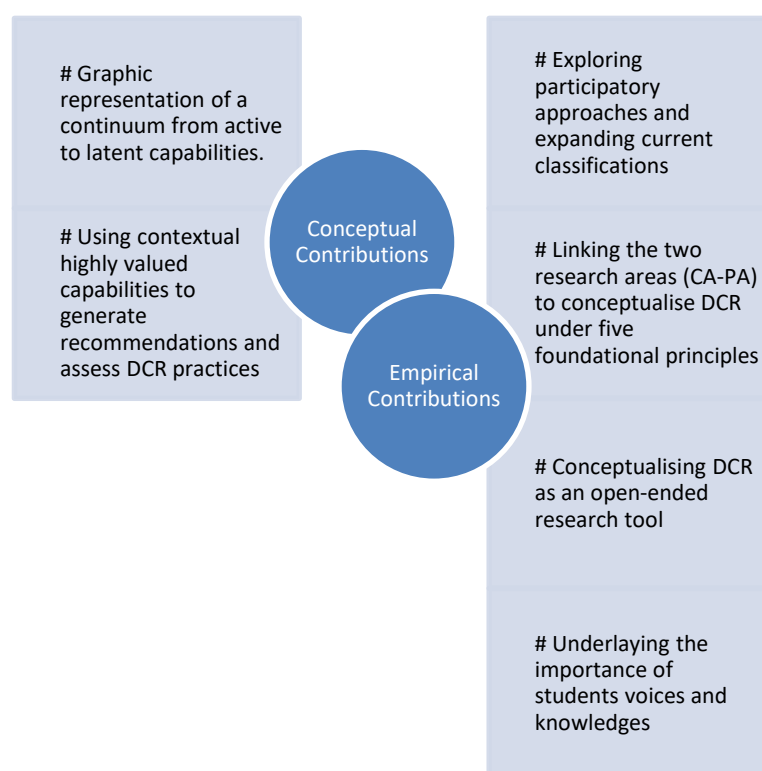 # Graphic
representation of a
continuum from active
to latent capabilities.
# Using contextual
highly valued
capabilities to
generate
recommendations and
assess DCR practices
Conceptual
Contributions
Empirical
Contributions
# Exploring
participatory
approaches and
expanding current
classifications
# Linking the two
research areas (CA-PA)
to conceptualise DCR
under five
foundational principles
# Conceptualising DCR
as an open-ended
research tool
# Underlaying the
importance of
students voices and
knowledges